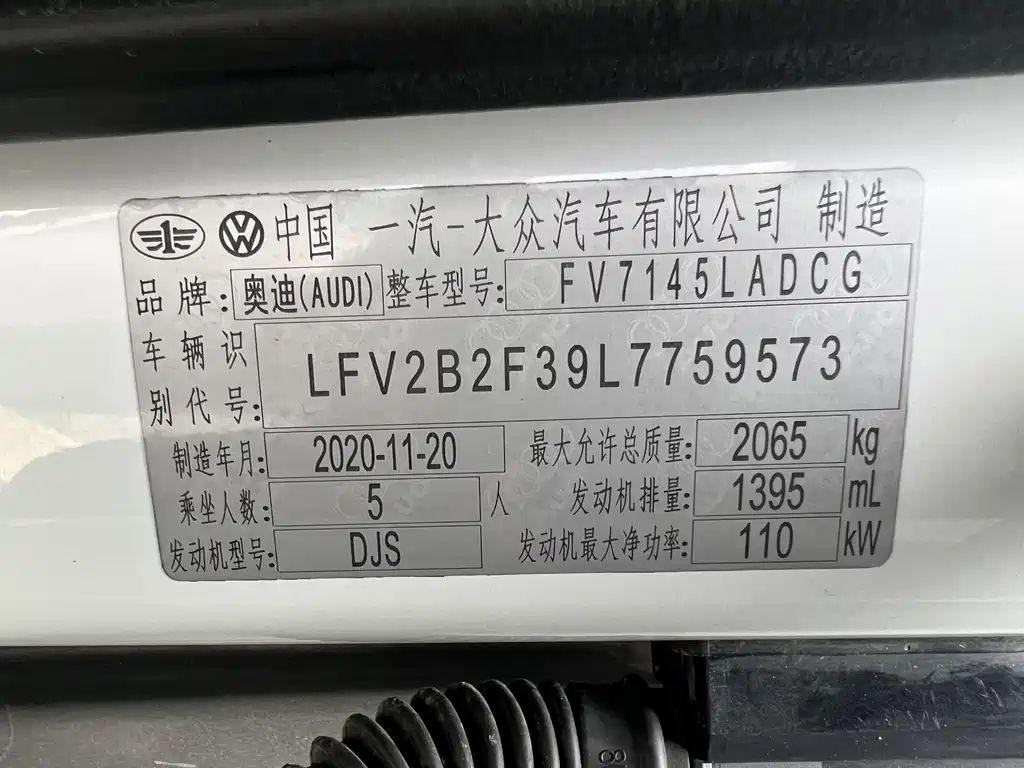 中国 一汽-大众汽车有限公司 制造
品牌: 奥迪(AUDI) 整车型号: FV7145LADCG
车辆识别代号: LFV2B2F39L7759573
制造年月: 2020-11-20 最大允许总质量: 2065 kg
乘坐人数: 5 人 发动机排量: 1395 mL
发动机型号: DJS 发动机最大净功率: 110 kW